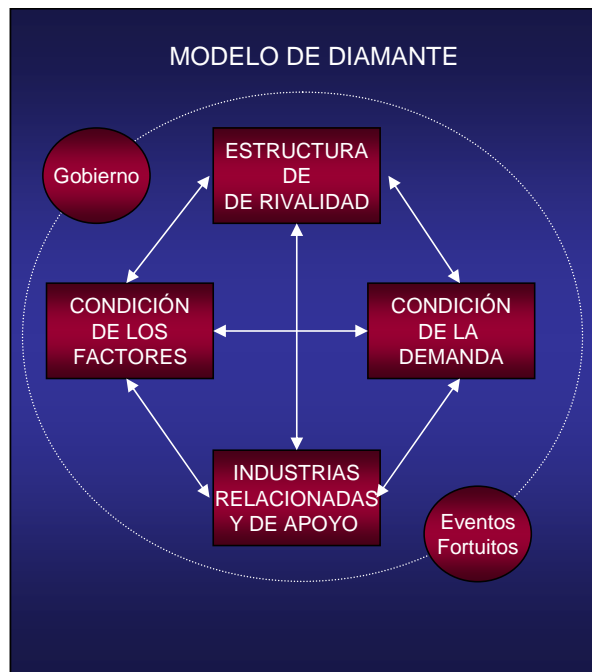 MODELO DE DIAMANTE
Gobierno
ESTRUCTURA
DE
DE RIVALIDAD
CONDICIÓN
DE LOS
FACTORES
CONDICIÓN
DE LA
DEMANDA
INDUSTRIAS
RELACIONADAS
Y DE APOYO
Eventos
Fortuitos